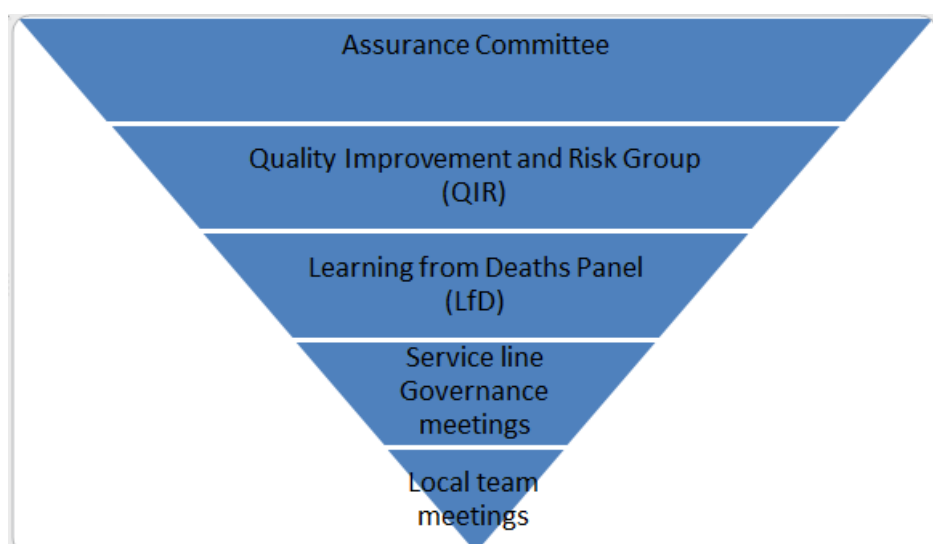 Assurance Committee
Quality Improvement and Risk Group
(QIR)
Learning from Deaths Panel
(LfD)
Service line
Governance
meetings
Local team
meetings